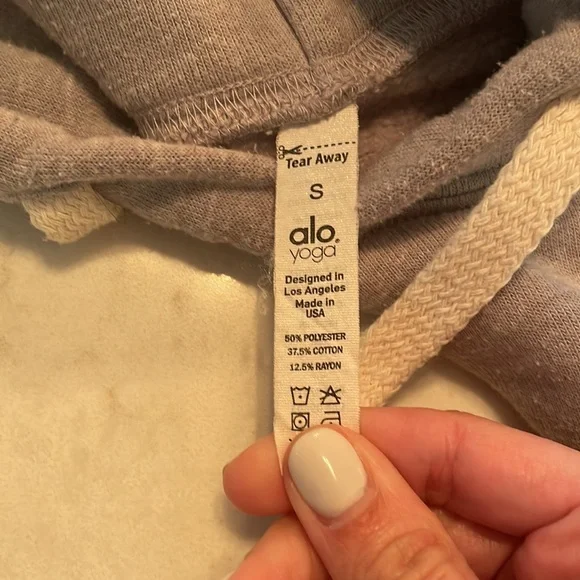 Tear Away
S
alo®
yoga
Designed in
Los Angeles
Made in
USA
50% POLYESTER
37.5% COTTON
12.5% RAYON